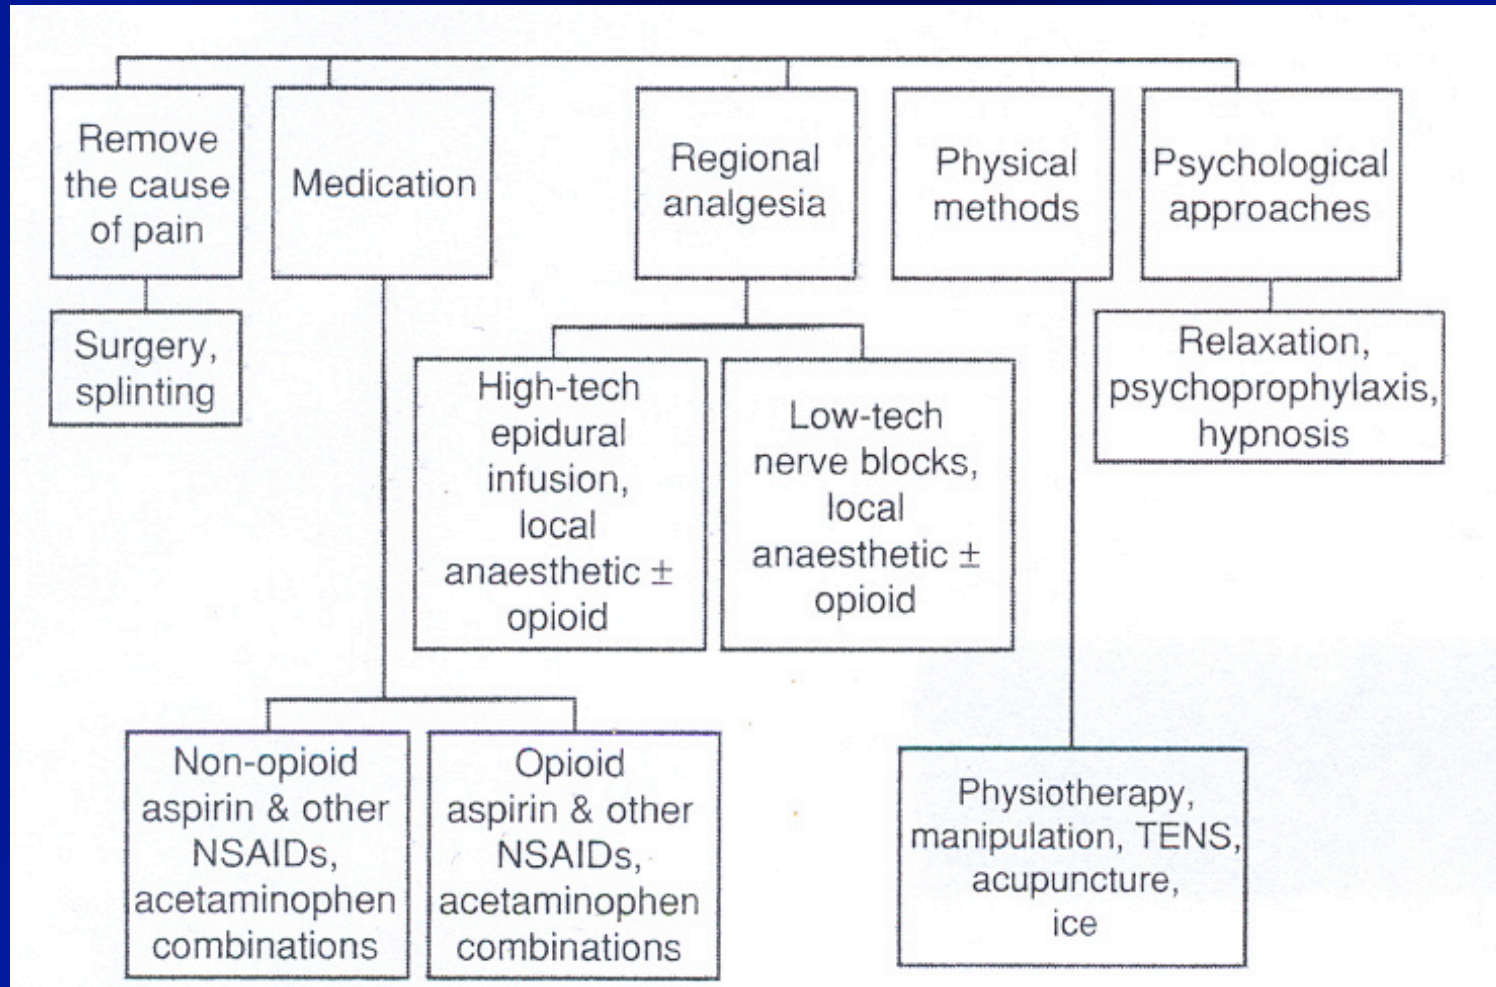 Remove
the cause
of pain
Medication
Regional
analgesia
Physical
methods
Psychological
approaches
Surgery,
splinting
High-tech
epidural
infusion,
local
anaesthetic ±
opioid
Low-tech
nerve blocks,
local
anaesthetic ±
opioid
Relaxation,
psychoprophylaxis,
hypnosis
Non-opioid
aspirin & other
NSAIDs,
acetaminophen
combinations
Opioid
aspirin & other
NSAIDs,
acetaminophen
combinations
Physiotherapy,
manipulation, TENS,
acupuncture,
ice